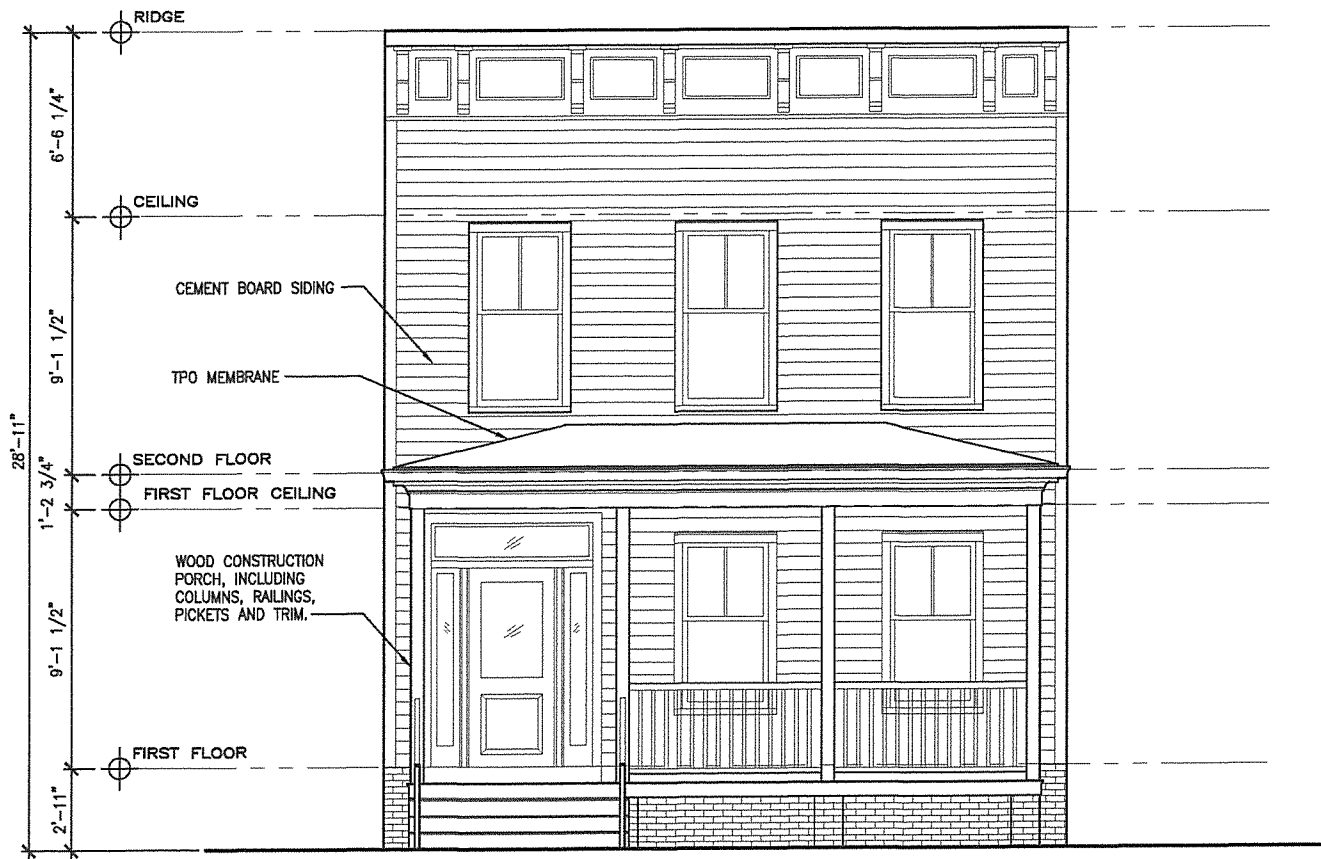 RIDGE
6'-6 1/4"
CEILING
CEMENT BOARD SIDING
9'-1 1/2"
TPO MEMBRANE
28'-11"
SECOND FLOOR
1'-2 3/4"
FIRST FLOOR CEILING
WOOD CONSTRUCTION
PORCH, INCLUDING
COLUMNS, RAILINGS,
PICKETS AND TRIM.
9'-1 1/2"
FIRST FLOOR
2'-11"